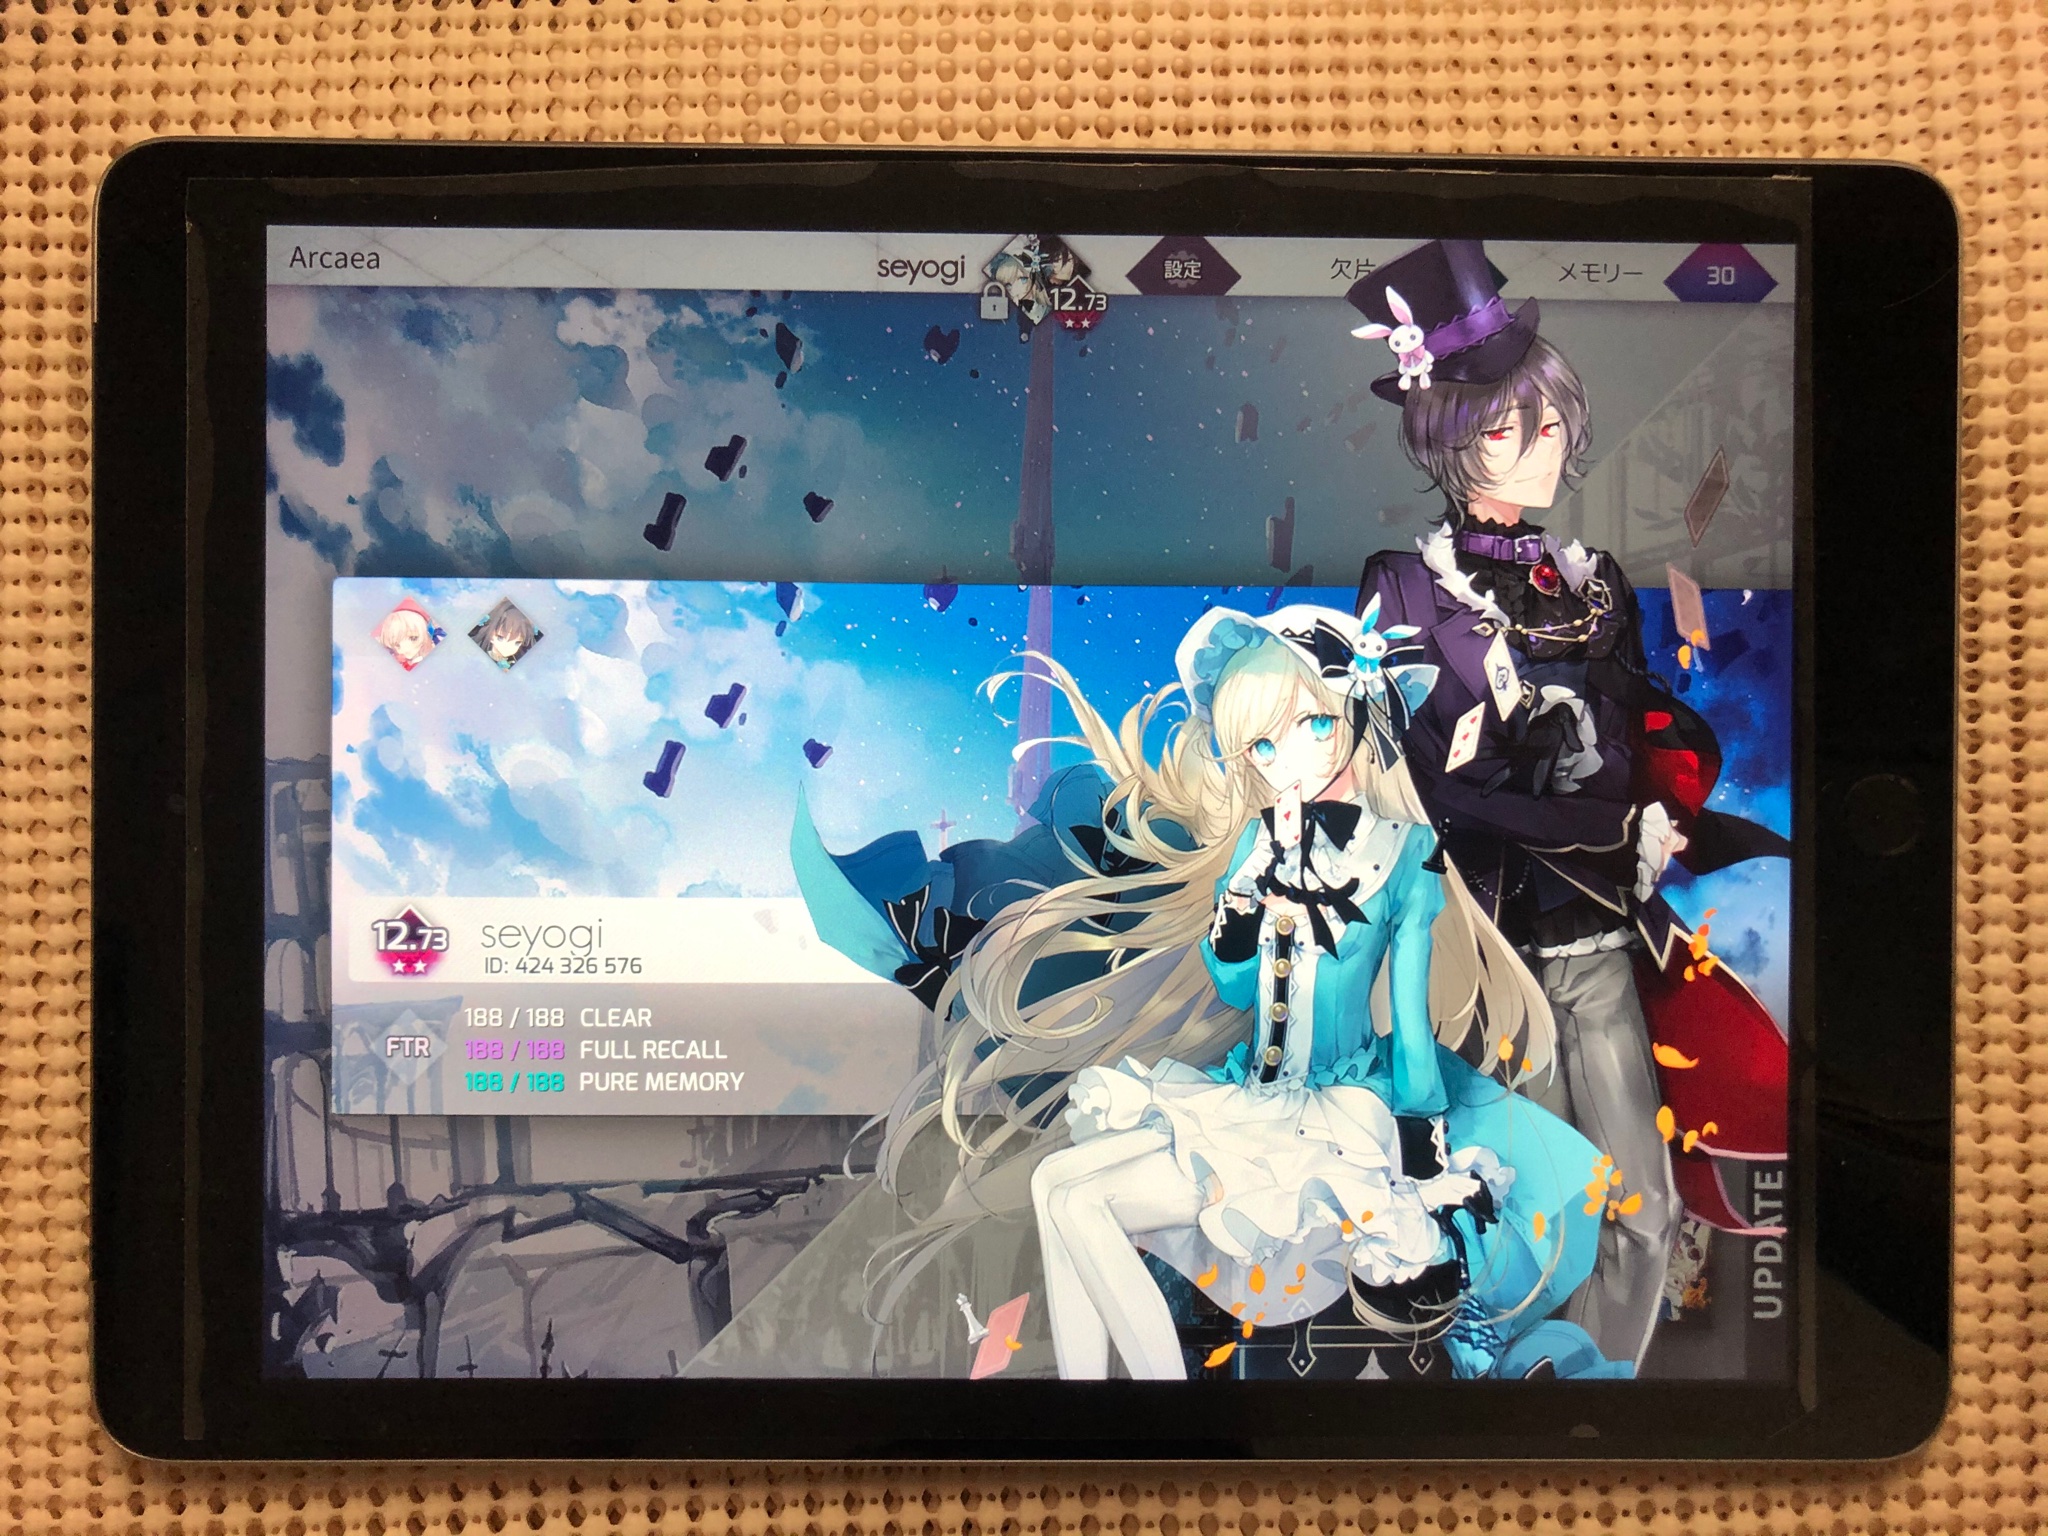 Arcaea
seyogi
設定
欠片
メモリー
30
12.73
12.73
seyogi
ID: 424 326 576
FTR
188 / 188 CLEAR
188 / 188 FULL RECALL
188 / 188 PURE MEMORY
UPDATE